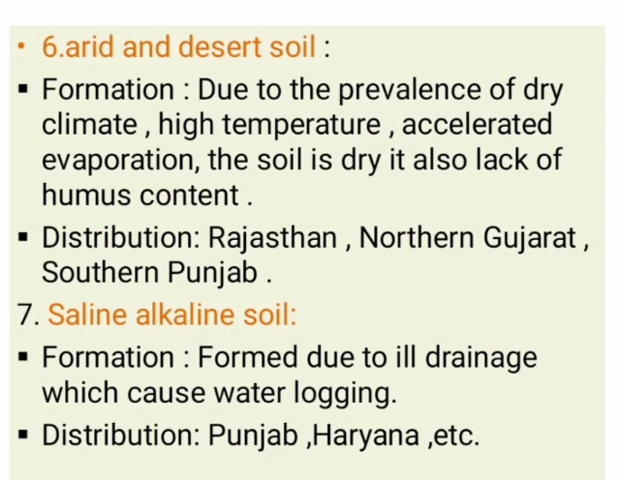 • 6.arid and desert soil :
▪ Formation : Due to the prevalence of dry
climate , high temperature , accelerated
evaporation, the soil is dry it also lack of
humus content .
▪ Distribution: Rajasthan , Northern Gujarat ,
Southern Punjab .
7. Saline alkaline soil:
▪ Formation : Formed due to ill drainage
which cause water logging.
▪ Distribution: Punjab ,Haryana ,etc.